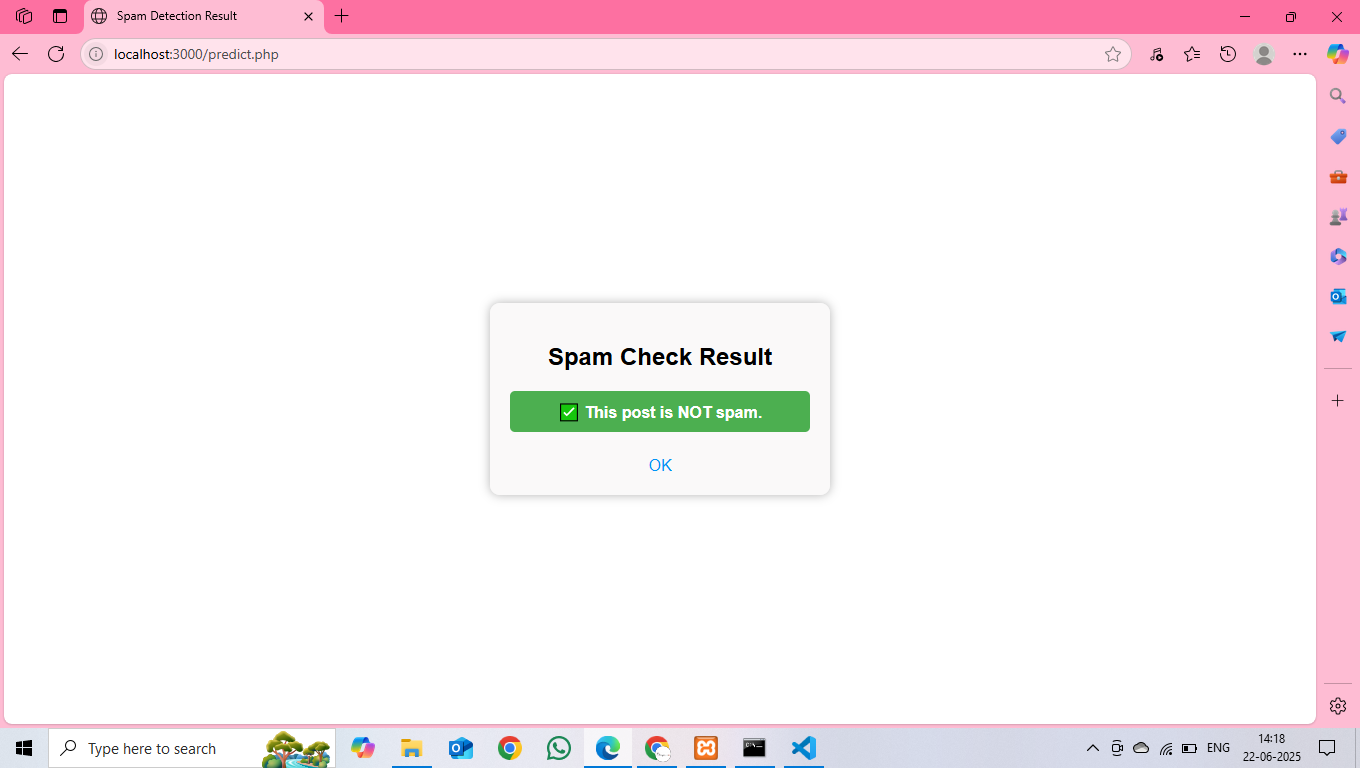 Spam Detection Result
localhost:3000/predict.php
Spam Check Result
✅ This post is NOT spam.
OK
Type here to search
ENG
14:18
22-06-2025